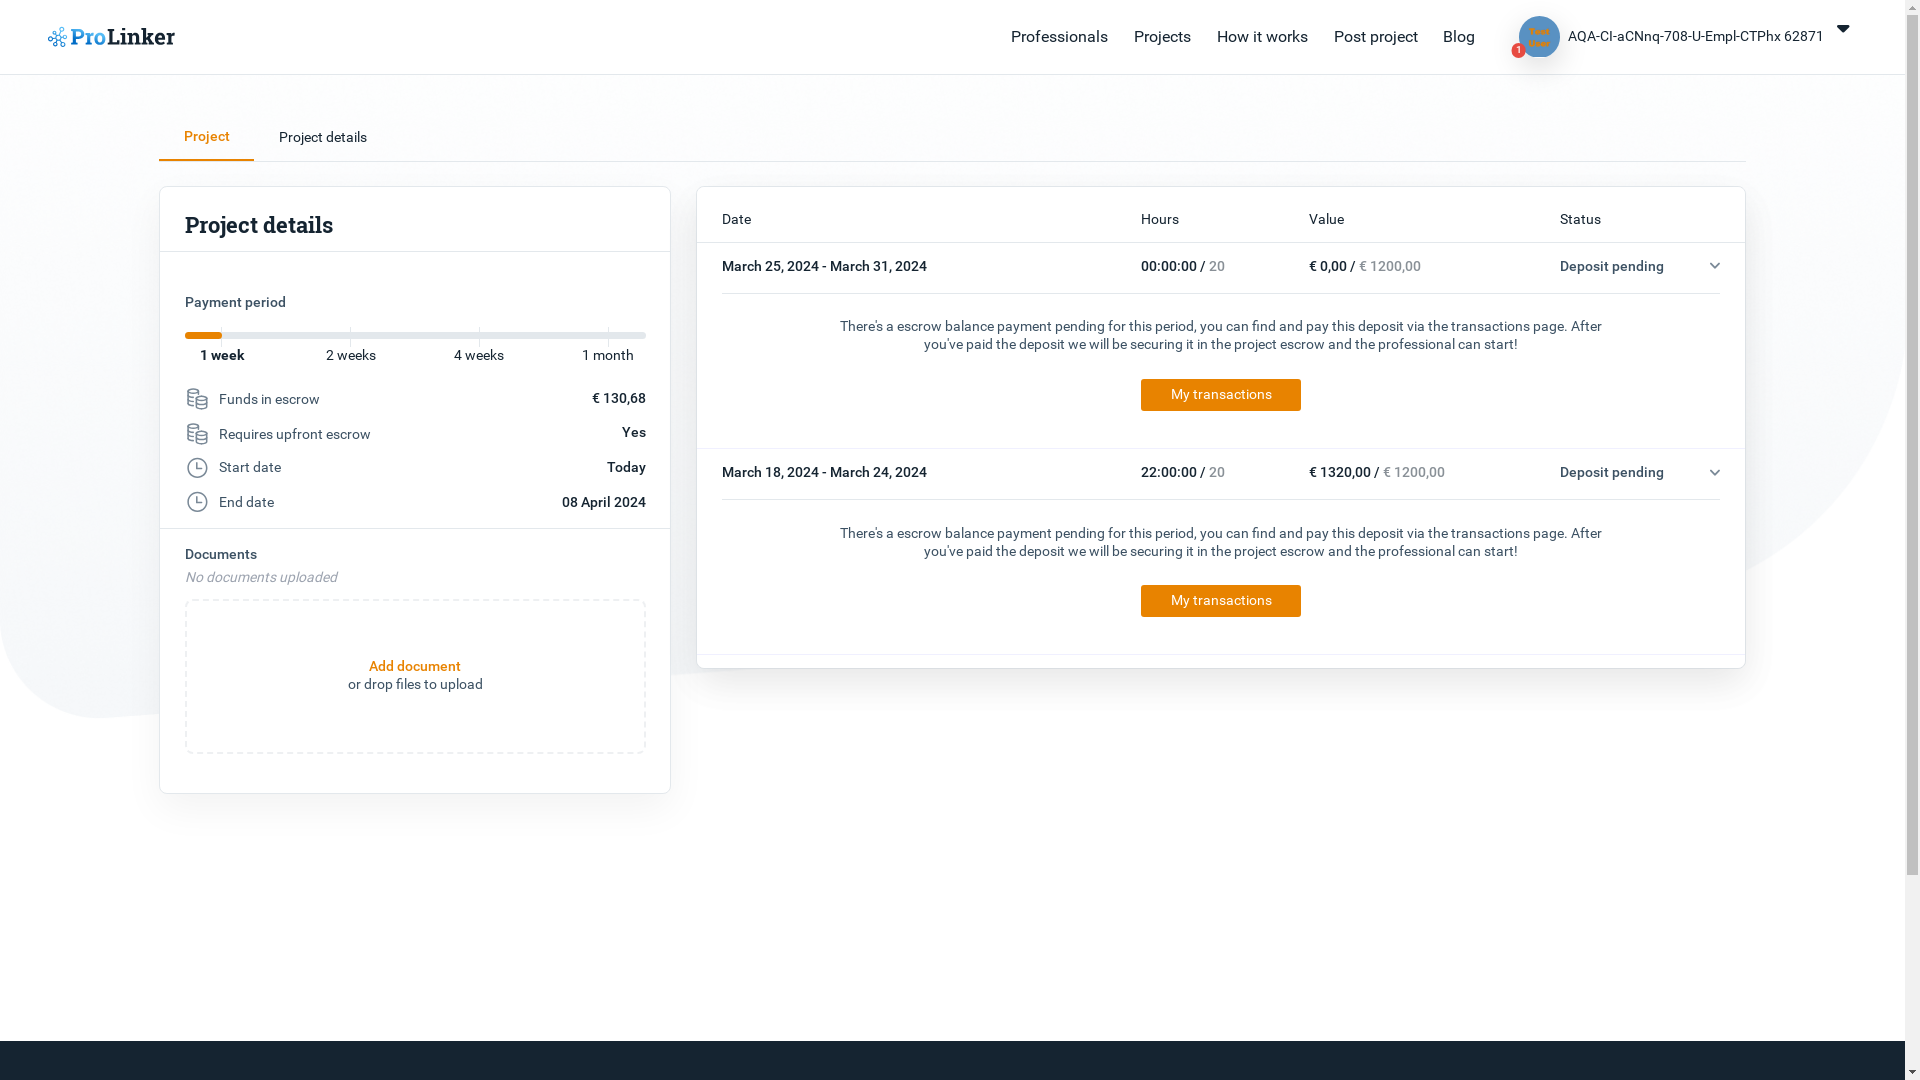 ProLinker
Professionals
Projects
How it works
Post project
Blog
Test
User
1
AQA-CI-aCNnq-708-U-Empl-CTPhx 62871
Project
Project details
Project details
Payment period
1 week
2 weeks
4 weeks
1 month
Funds in escrow
€ 130,68
Requires upfront escrow
Yes
Start date
Today
End date
08 April 2024
Documents
No documents uploaded
Add document
or drop files to upload
Date
Hours
Value
Status
March 25, 2024 - March 31, 2024
00:00:00 / 20
€ 0,00 / € 1200,00
Deposit pending
There's a escrow balance payment pending for this period, you can find and pay this deposit via the transactions page. After
you've paid the deposit we will be securing it in the project escrow and the professional can start!
My transactions
March 18, 2024 - March 24, 2024
22:00:00 / 20
€ 1320,00 / € 1200,00
Deposit pending
There's a escrow balance payment pending for this period, you can find and pay this deposit via the transactions page. After
you've paid the deposit we will be securing it in the project escrow and the professional can start!
My transactions